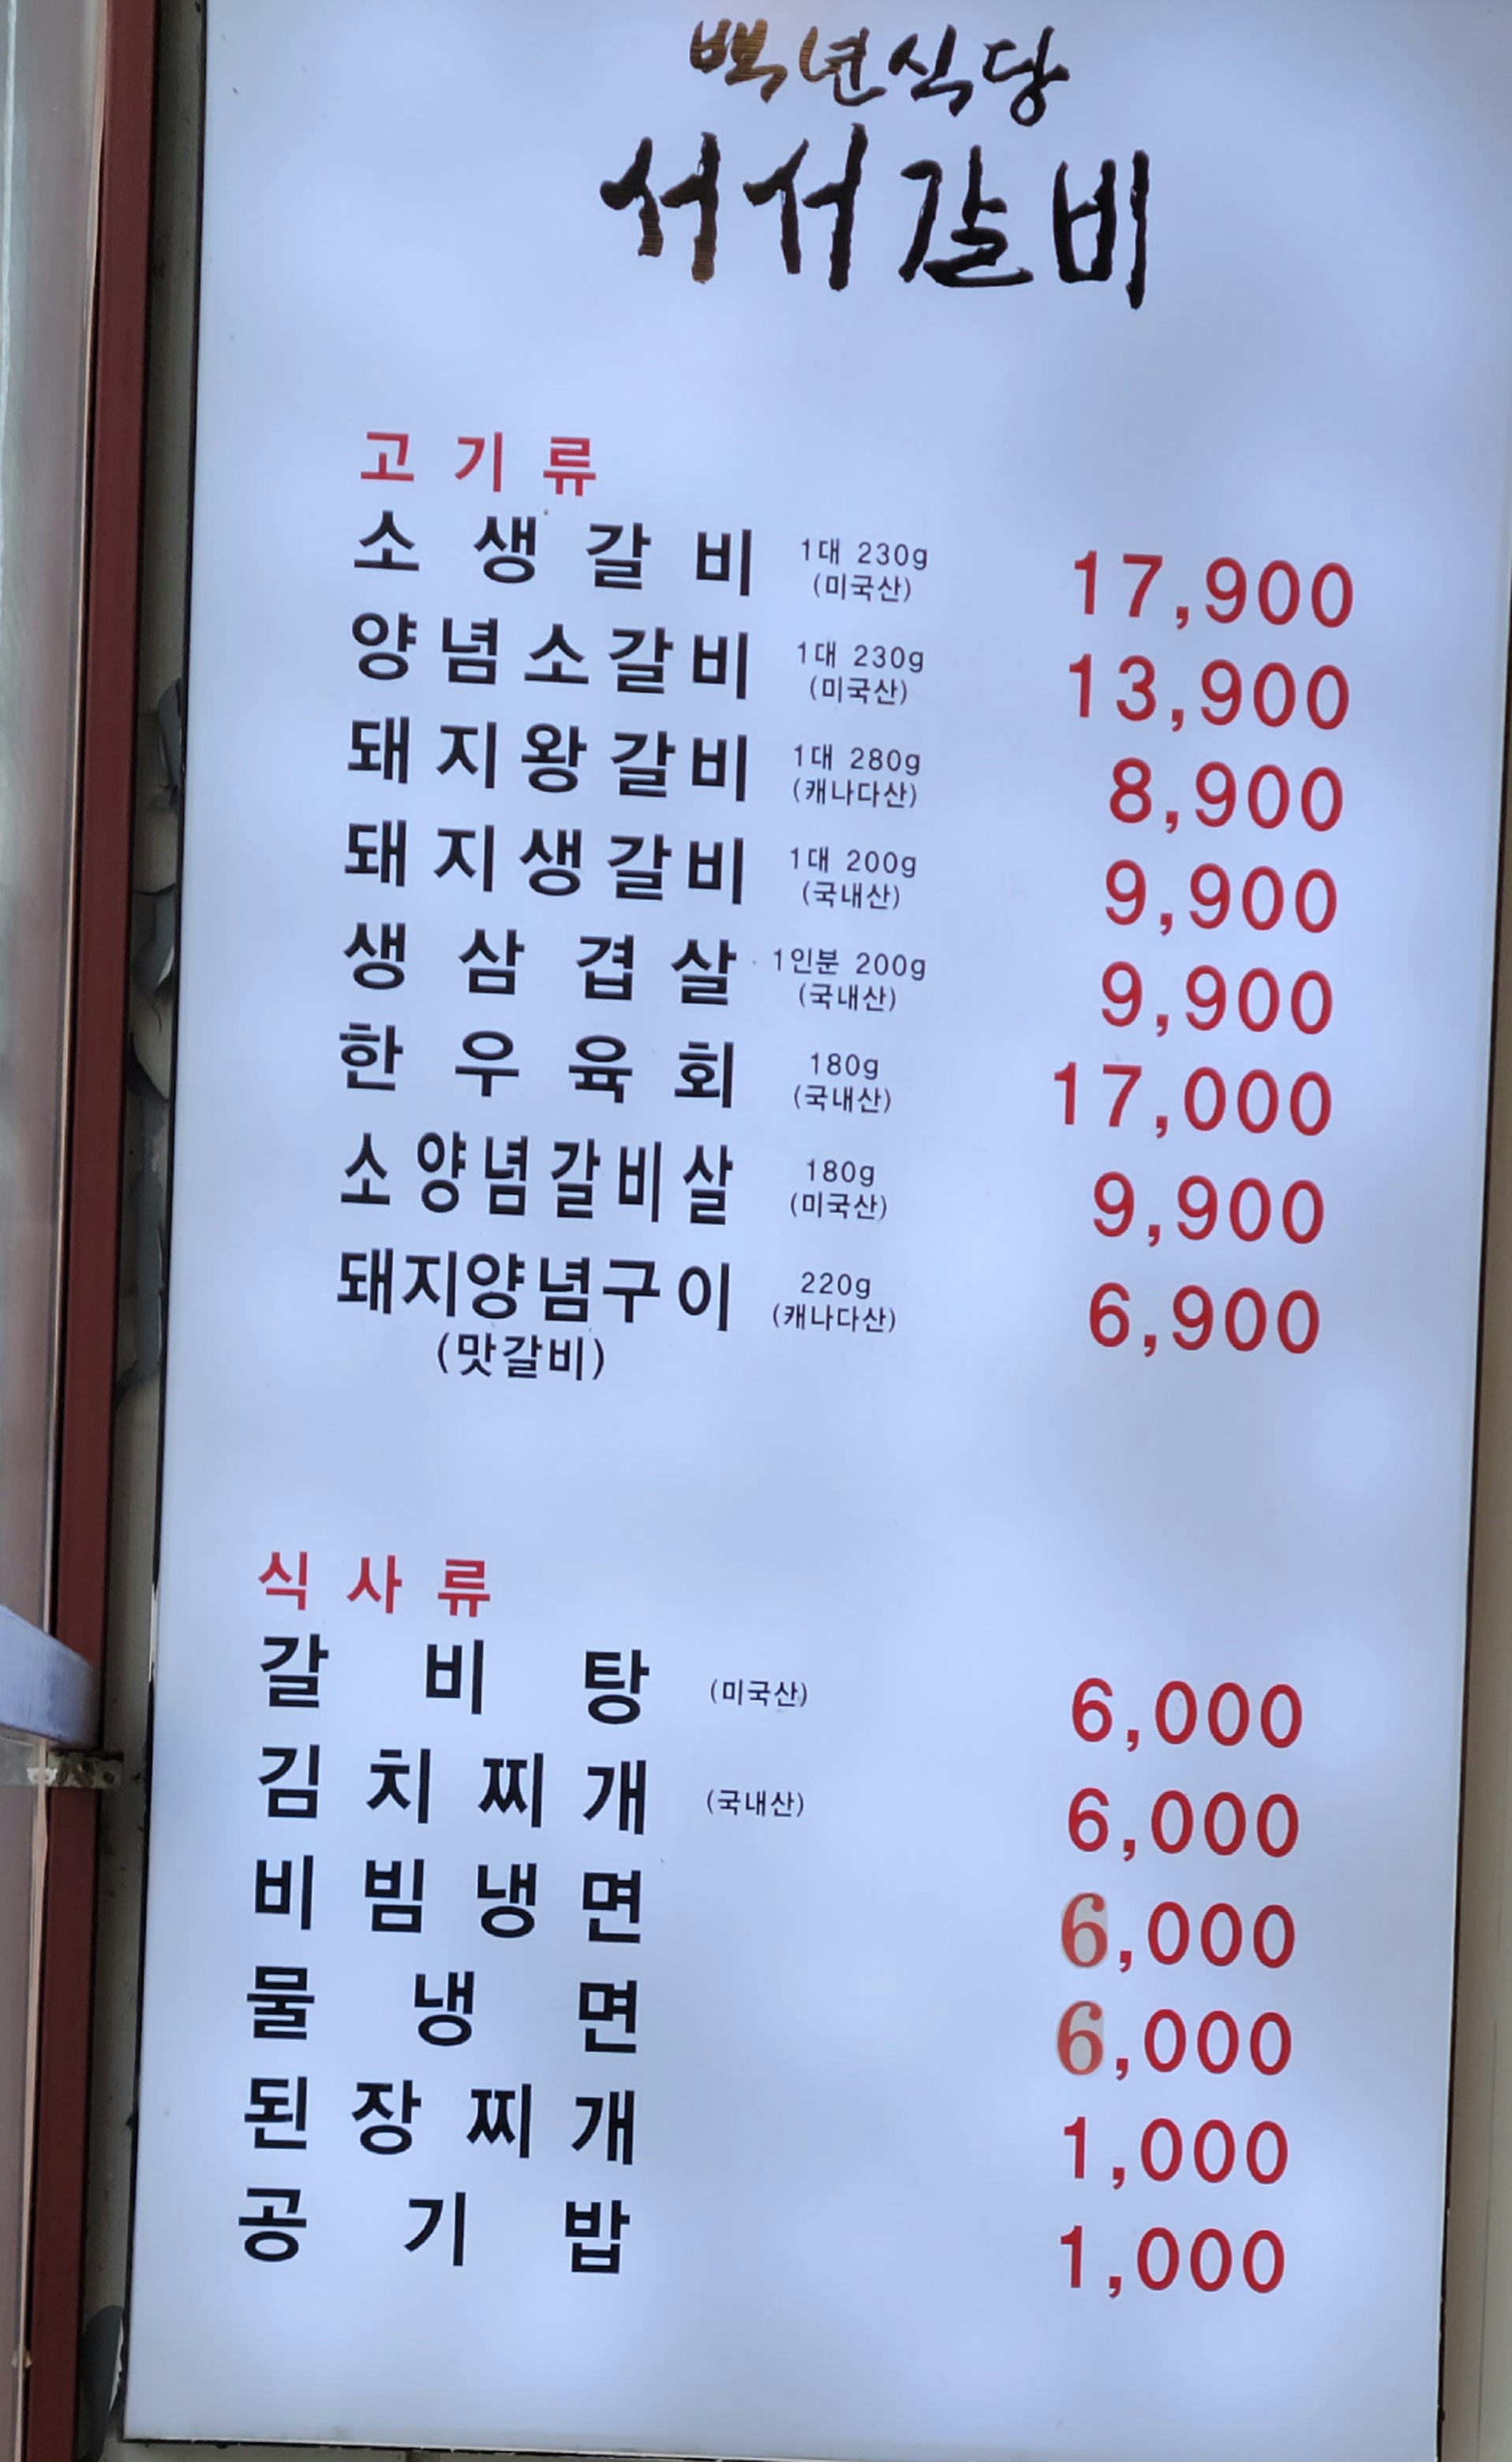 백년식당
서서갈비
고기류
소생갈비 1대 230g (미국산) 17,900
양념소갈비 1대 230g (미국산) 13,900
돼지왕갈비 1대 280g (캐나다산) 8,900
돼지생갈비 1대 200g (국내산) 9,900
생삼겹살 1인분 200g (국내산) 9,900
한우육회 180g (국내산) 17,000
소양념갈비살 180g (미국산) 9,900
돼지양념구이 220g (캐나다산) 6,900
(맛갈비)
식사류
갈비탕 (미국산) 6,000
김치찌개 (국내산) 6,000
비빔냉면 6,000
물냉면 6,000
된장찌개 1,000
공기밥 1,000